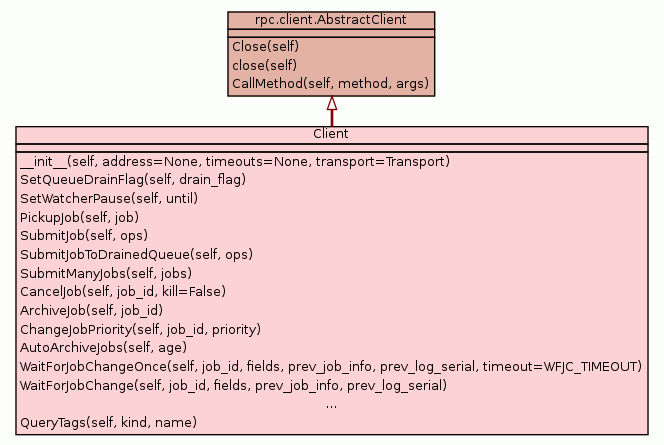 rpc.client.AbstractClient
Close(self)
close(self)
CallMethod(self, method, args)
Client
__init__(self, address=None, timeouts=None, transport=Transport)
SetQueueDrainFlag(self, drain_flag)
SetWatcherPause(self, until)
PickupJob(self, job)
SubmitJob(self, ops)
SubmitJobToDrainedQueue(self, ops)
SubmitManyJobs(self, jobs)
CancelJob(self, job_id, kill=False)
ArchiveJob(self, job_id)
ChangeJobPriority(self, job_id, priority)
AutoArchiveJobs(self, age)
WaitForJobChangeOnce(self, job_id, fields, prev_job_info, prev_log_serial, timeout=WFJC_TIMEOUT)
WaitForJobChange(self, job_id, fields, prev_job_info, prev_log_serial)
...
QueryTags(self, kind, name)